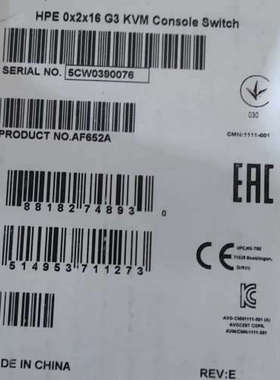 HPE 0x2x16 G3 KVM Console Switch
SERIAL NO. 5CW0390076
030
PRODUCT NO.AF652A
CMN:1111-001
88182 74893 0
EAC
CE
514953 711273
DE IN CHINA
REV:E